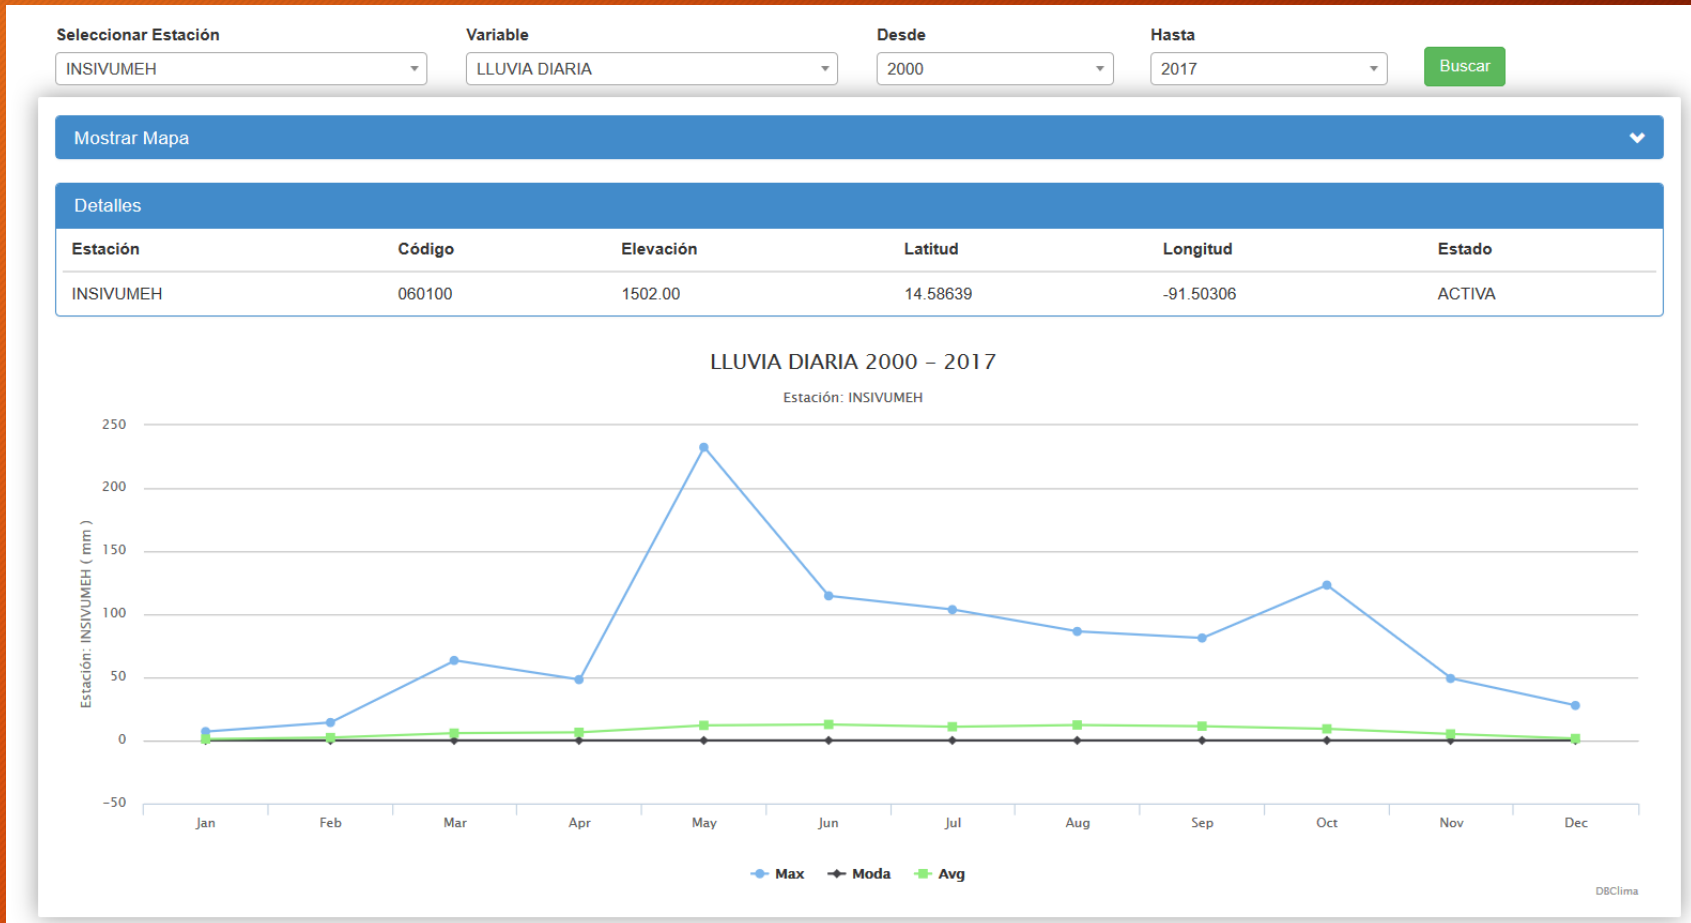 Seleccionar Estación Variable Desde Hasta
INSIVUMEH LLUVIA DIARIA 2000 2017 Buscar
Mostrar Mapa
Detalles
Estación Código Elevación Latitud Longitud Estado
INSIVUMEH 060100 1502.00 14.58639 -91.50306 ACTIVA
LLUVIA DIARIA 2000 – 2017
Estación: INSIVUMEH
Estación: INSIVUMEH ( mm )
250
200
150
100
50
0
−50
Jan Feb Mar Apr May Jun Jul Aug Sep Oct Nov Dec
Max Moda Avg
DBClima